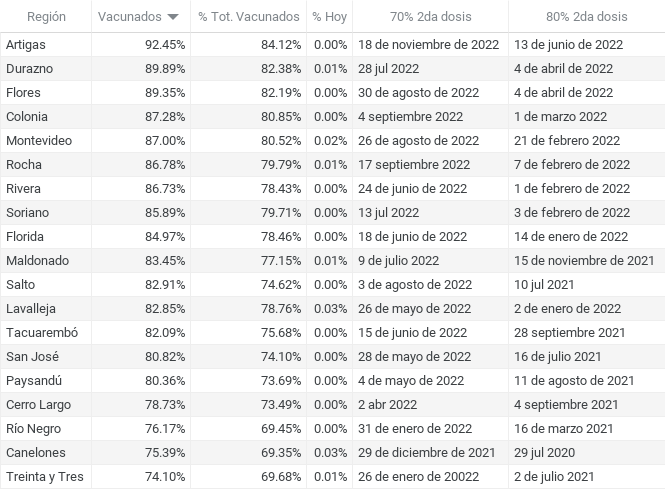 Región Vacunados % Tot. Vacunados % Hoy 70% 2da dosis 80% 2da dosis
Artigas 92.45% 84.12% 0.00% 18 de noviembre de 2022 13 de junio de 2022
Durazno 89.89% 82.38% 0.01% 28 jul 2022 4 de abril de 2022
Flores 89.35% 82.19% 0.00% 30 de agosto de 2022 4 de abril de 2022
Colonia 87.28% 80.85% 0.00% 4 septiembre 2022 1 de marzo 2022
Montevideo 87.00% 80.52% 0.02% 26 de agosto de 2022 21 de febrero 2022
Rocha 86.78% 79.79% 0.01% 17 septiembre 2022 7 de febrero de 2022
Rivera 86.73% 78.43% 0.00% 24 de junio de 2022 1 de febrero de 2022
Soriano 85.89% 79.71% 0.00% 13 jul 2022 3 de febrero de 2022
Florida 84.97% 78.46% 0.00% 18 de junio de 2022 14 de enero de 2022
Maldonado 83.45% 77.15% 0.01% 9 de julio de 2022 15 de noviembre de 2021
Salto 82.91% 74.62% 0.00% 3 de agosto de 2022 10 jul 2021
Lavalleja 82.85% 78.76% 0.03% 26 de mayo de 2022 2 de enero de 2022
Tacuarembó 82.09% 75.68% 0.00% 15 de junio de 2022 28 septiembre 2021
San José 80.82% 74.10% 0.00% 28 de mayo de 2022 16 de julio 2021
Paysandú 80.36% 73.69% 0.00% 4 de mayo de 2022 11 de agosto de 2021
Cerro Largo 78.73% 73.49% 0.00% 2 abr 2022 4 septiembre 2021
Río Negro 76.17% 69.45% 0.00% 31 de enero de 2022 16 de marzo 2021
Canelones 75.39% 69.35% 0.03% 29 de diciembre de 2021 29 jul 2020
Treinta y Tres 74.10% 69.68% 0.01% 26 de enero de 20022 2 de julio 2021